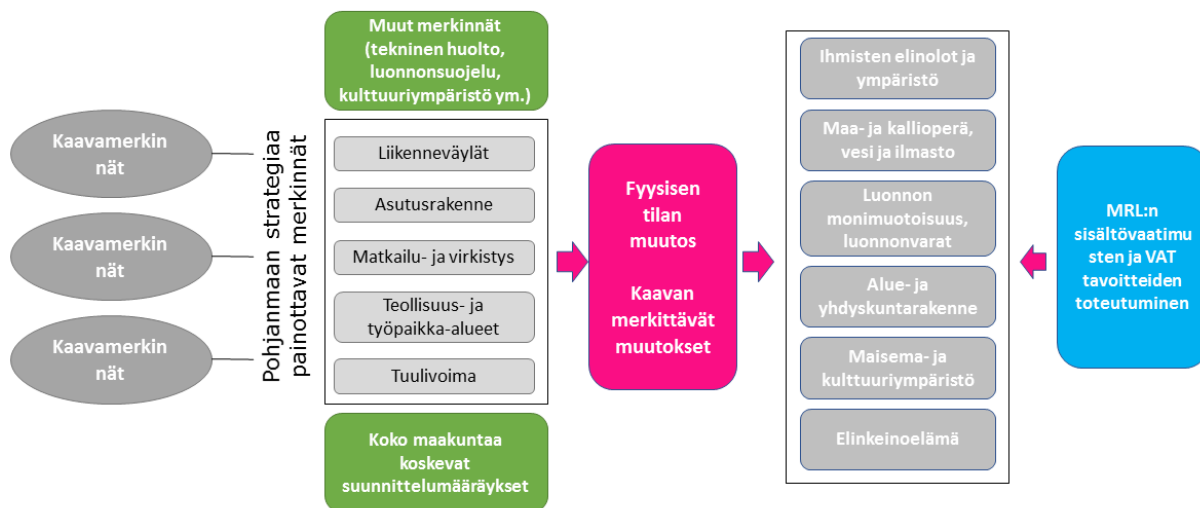 Kaavamerkin
nät
Kaavamerkin
nät
Kaavamerkin
nät
Pohjanmaan strategiaa
painottavat merkinnät
Muut merkinnät
(tekninen huolto,
luonnonsuojelu,
kulttuuriympäristö ym.)
Liikenneväylät
Asutusrakenne
Matkailu- ja virkistys
Teollisuus- ja
työpaikka-alueet
Tuulivoima
Koko maakuntaa
koskevat
suunnittelumääräykset
Fyysisen
tilan
muutos
Kaavan
merkittävät
muutokset
Ihmisten elinolot ja
ympäristö
Maa- ja kallioperä,
vesi ja ilmasto
Luonnon
monimuotoisuus,
luonnonvarat
Alue- ja
yhdyskuntarakenne
Maisema- ja
kulttuuriympäristö
Elinkeinoelämä
MRL:n
sisältövaatimu
sten ja VAT
tavoitteiden
toteutuminen